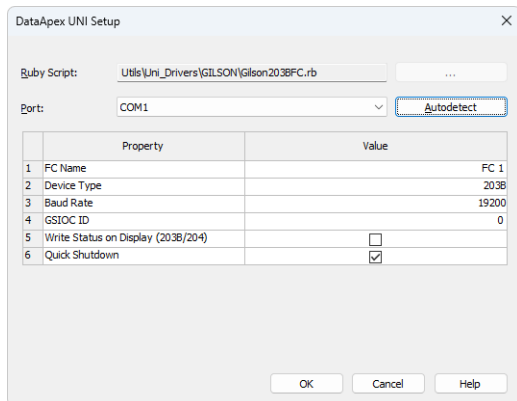 DataApex UNI Setup
Ruby Script: Utils\Uni_Drivers\GILSON\Gilson203BFC.rb ...
Port: COM1 Autodetect
Property Value
1 FC Name FC 1
2 Device Type 203B
3 Baud Rate 19200
4 GSIOC ID 0
5 Write Status on Display (203B/204)
6 Quick Shutdown
OK Cancel Help